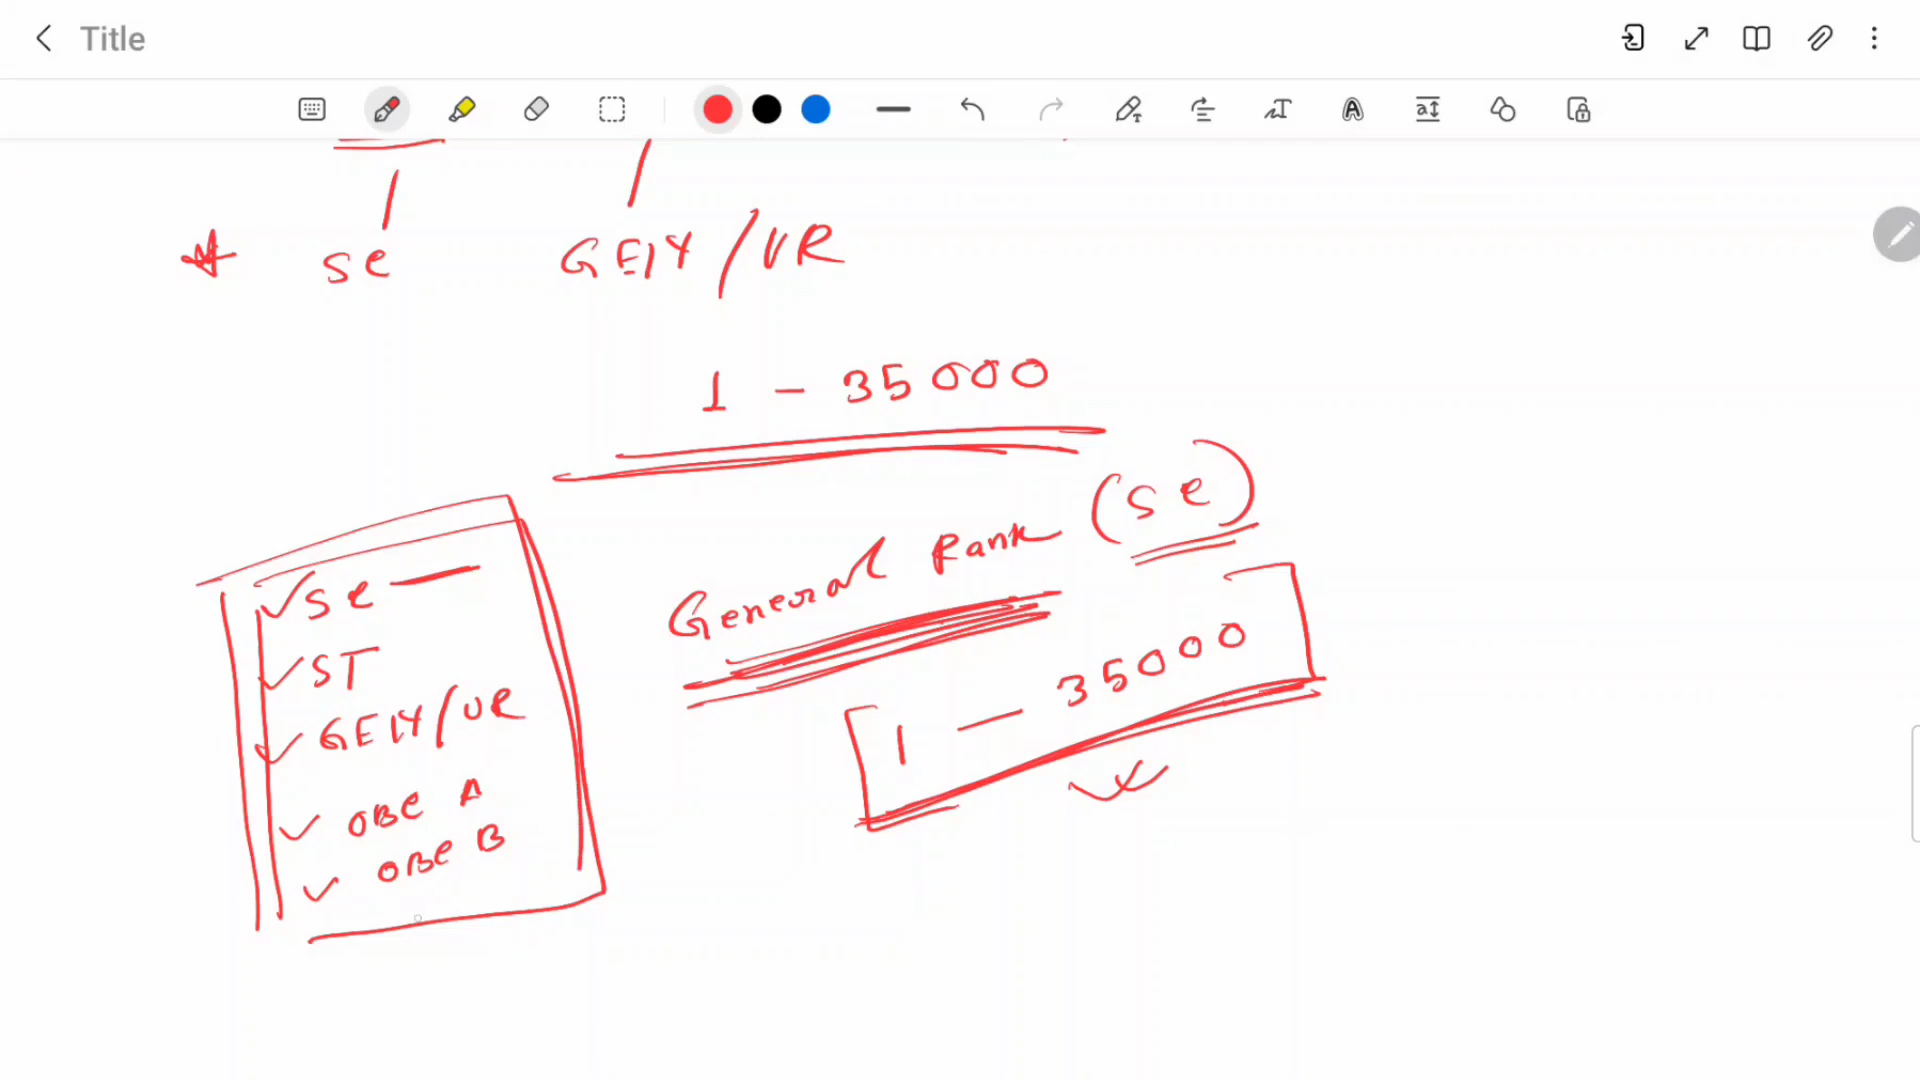 Title
SC GEN/UR
1 - 35000
General Rank (SC)
1 - 35000
SC
ST
GEN/UR
OBC A
OBC B